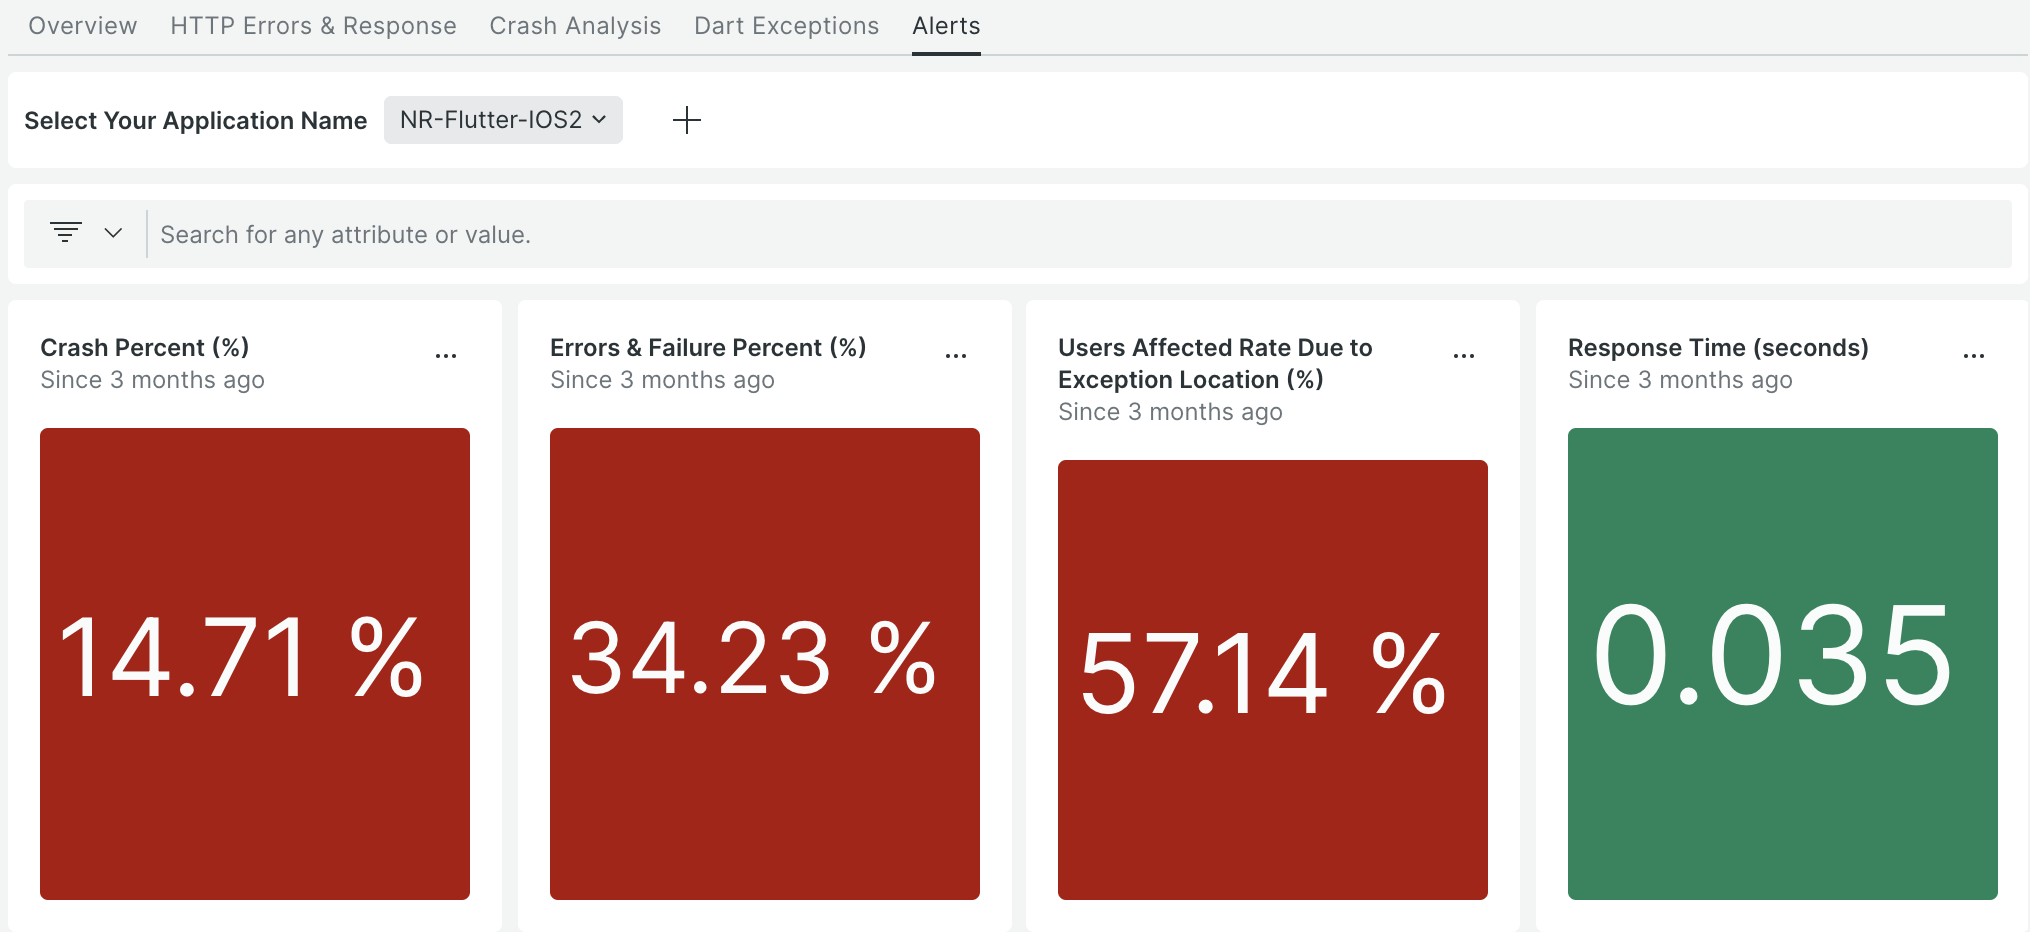 Overview HTTP Errors & Response Crash Analysis Dart Exceptions Alerts
Select Your Application Name NR-Flutter-IOS2
Search for any attribute or value.
Crash Percent (%)
Since 3 months ago
14.71 %
Errors & Failure Percent (%)
Since 3 months ago
34.23 %
Users Affected Rate Due to
Exception Location (%)
Since 3 months ago
57.14 %
Response Time (seconds)
Since 3 months ago
0.035